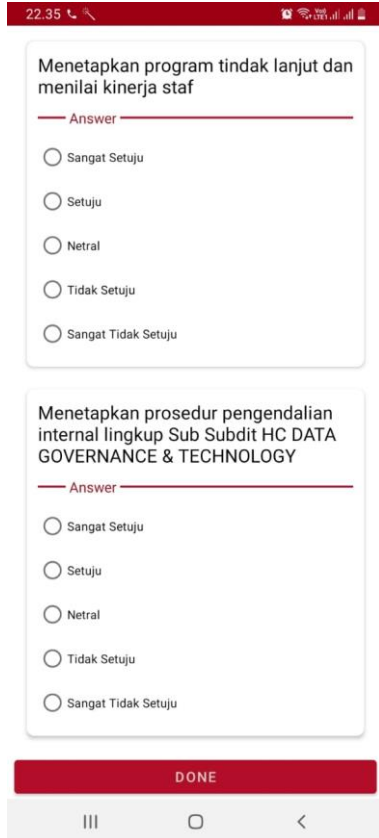 22.35
Menetapkan program tindak lanjut dan
menilai kinerja staf
Answer
Sangat Setuju
Setuju
Netral
Tidak Setuju
Sangat Tidak Setuju
Menetapkan prosedur pengendalian
internal lingkup Sub Subdit HC DATA
GOVERNANCE & TECHNOLOGY
Answer
Sangat Setuju
Setuju
Netral
Tidak Setuju
Sangat Tidak Setuju
DONE